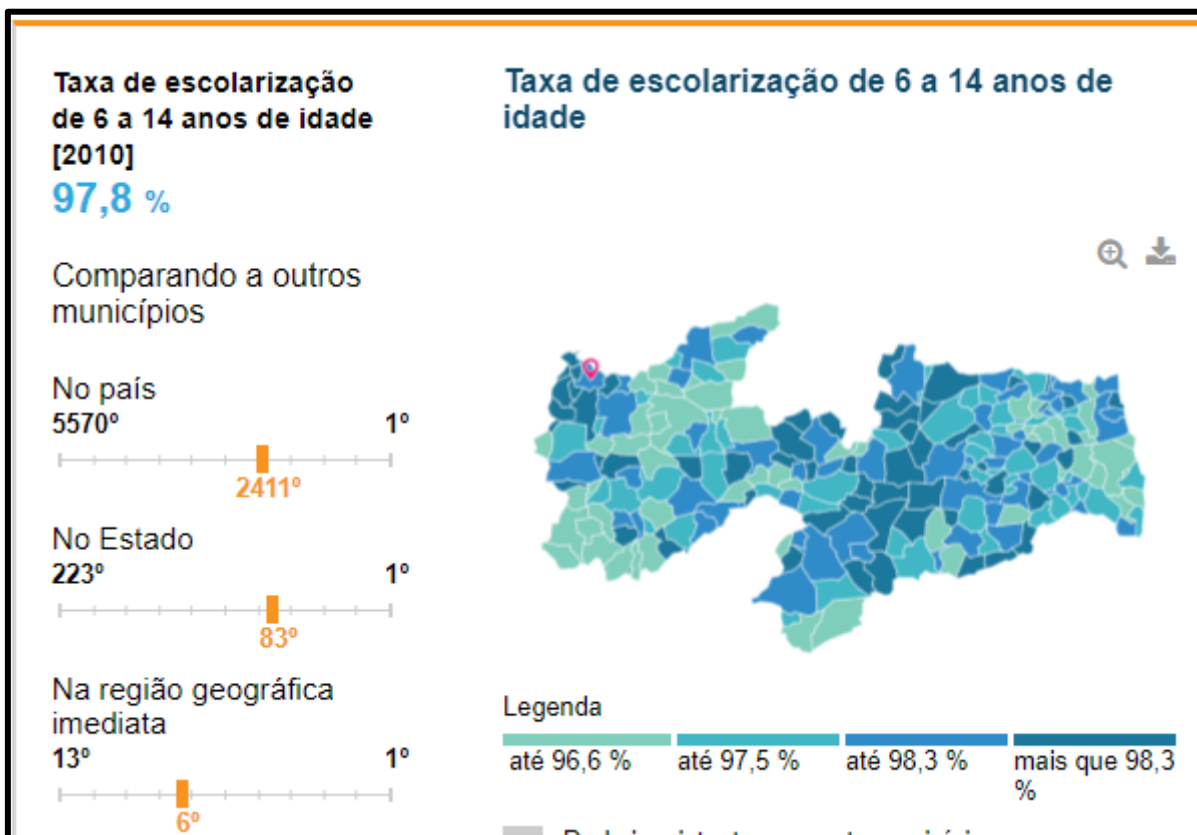 Taxa de escolarização
de 6 a 14 anos de idade
[2010]
97,8 %
Comparando a outros
municípios
No país
5570º 1º
2411º
No Estado
223º 1º
83º
Na região geográfica
imediata
13º 1º
6º
Taxa de escolarização de 6 a 14 anos de
idade
Legenda
até 96,6 % até 97,5 % até 98,3 % mais que 98,3
%